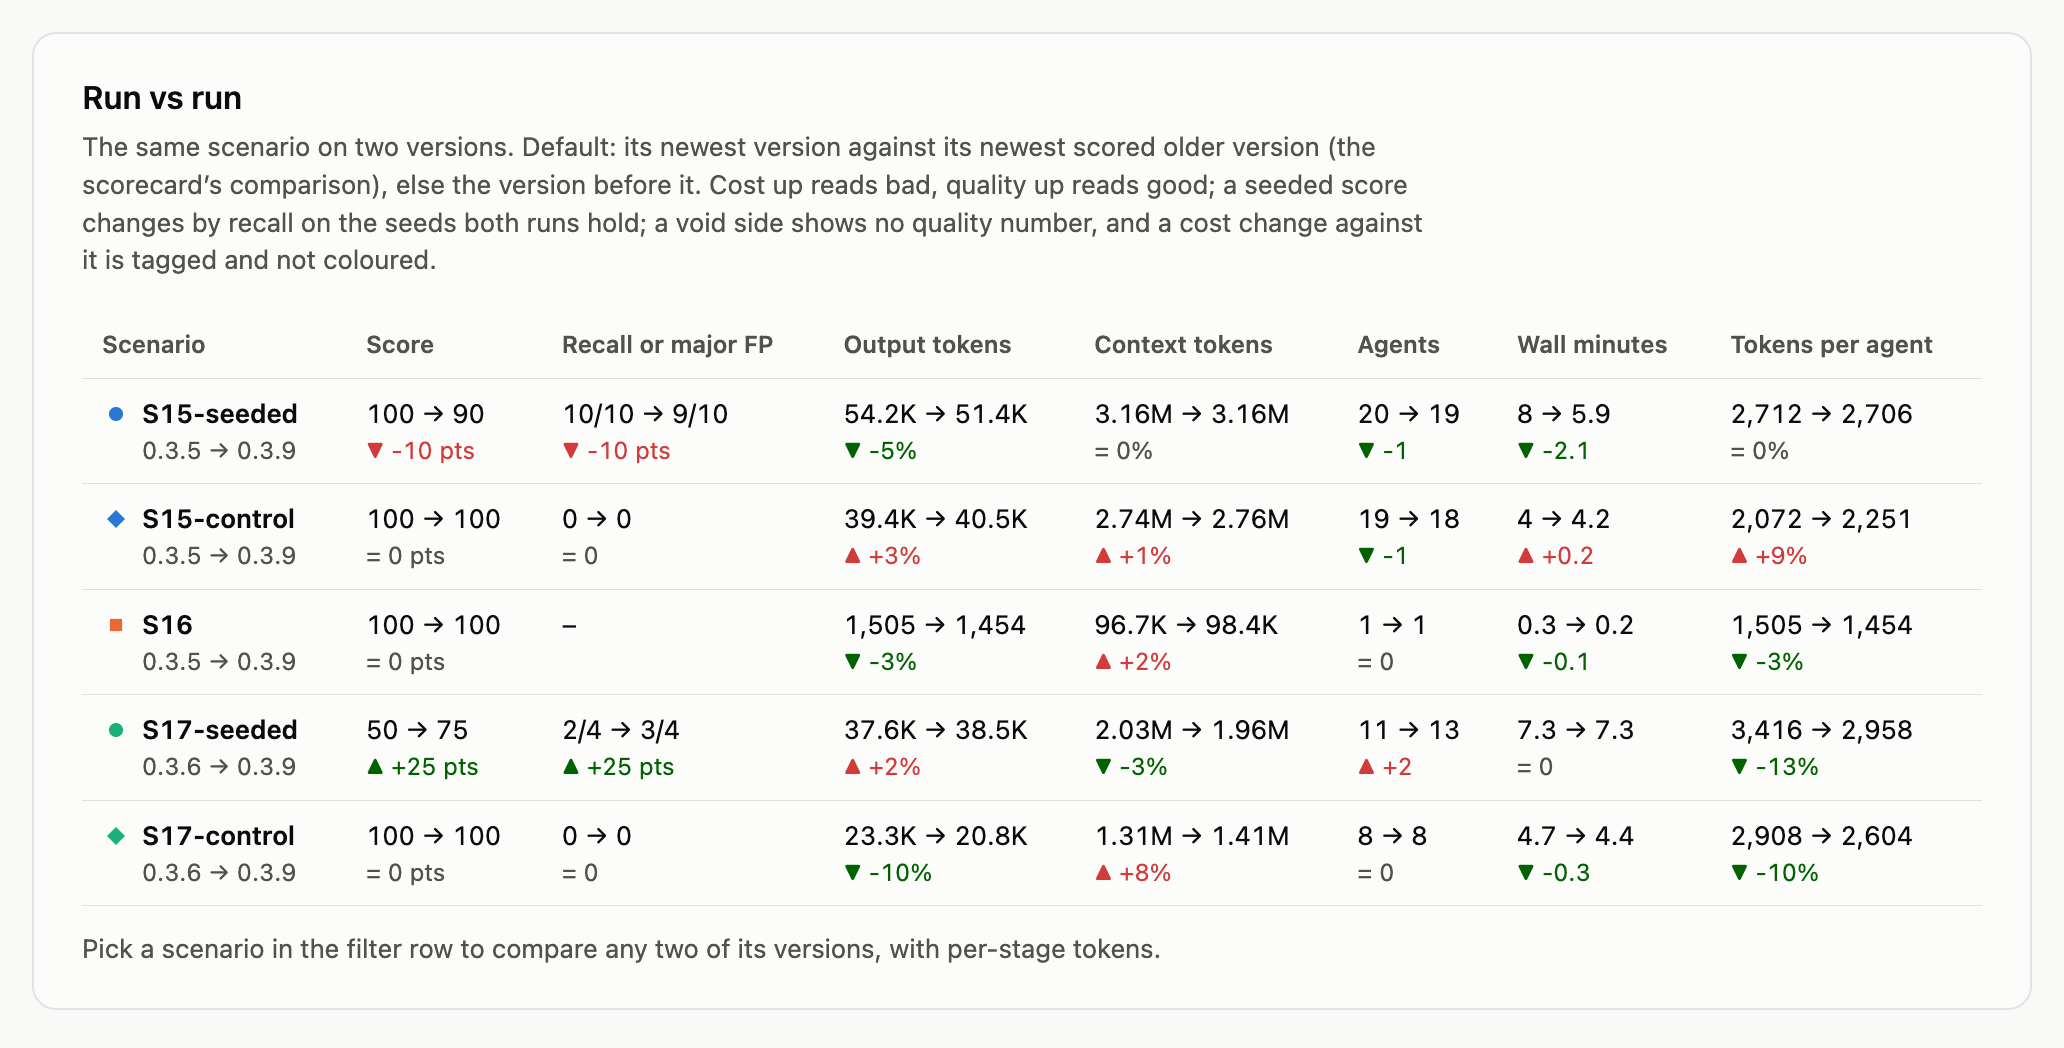 Run vs run
The same scenario on two versions. Default: its newest version against its newest scored older version (the
scorecard’s comparison), else the version before it. Cost up reads bad, quality up reads good; a seeded score
changes by recall on the seeds both runs hold; a void side shows no quality number, and a cost change against
it is tagged and not coloured.
Scenario Score Recall or major FP Output tokens Context tokens Agents Wall minutes Tokens per agent
S15-seeded 100 → 90 10/10 → 9/10 54.2K → 51.4K 3.16M → 3.16M 20 → 19 8 → 5.9 2,712 → 2,706
0.3.5 → 0.3.9 ▼ -10 pts ▼ -10 pts ▼ -5% = 0% ▼ -1 ▼ -2.1 = 0%
S15-control 100 → 100 0 → 0 39.4K → 40.5K 2.74M → 2.76M 19 → 18 4 → 4.2 2,072 → 2,251
0.3.5 → 0.3.9 = 0 pts = 0 ▲ +3% ▲ +1% ▼ -1 ▲ +0.2 ▲ +9%
S16 100 → 100 – 1,505 → 1,454 96.7K → 98.4K 1 → 1 0.3 → 0.2 1,505 → 1,454
0.3.5 → 0.3.9 = 0 pts ▼ -3% ▲ +2% = 0 ▼ -0.1 ▼ -3%
S17-seeded 50 → 75 2/4 → 3/4 37.6K → 38.5K 2.03M → 1.96M 11 → 13 7.3 → 7.3 3,416 → 2,958
0.3.6 → 0.3.9 ▲ +25 pts ▲ +25 pts ▲ +2% ▼ -3% ▲ +2 = 0 ▼ -13%
S17-control 100 → 100 0 → 0 23.3K → 20.8K 1.31M → 1.41M 8 → 8 4.7 → 4.4 2,908 → 2,604
0.3.6 → 0.3.9 = 0 pts = 0 ▼ -10% ▲ +8% = 0 ▼ -0.3 ▼ -10%
Pick a scenario in the filter row to compare any two of its versions, with per-stage tokens.